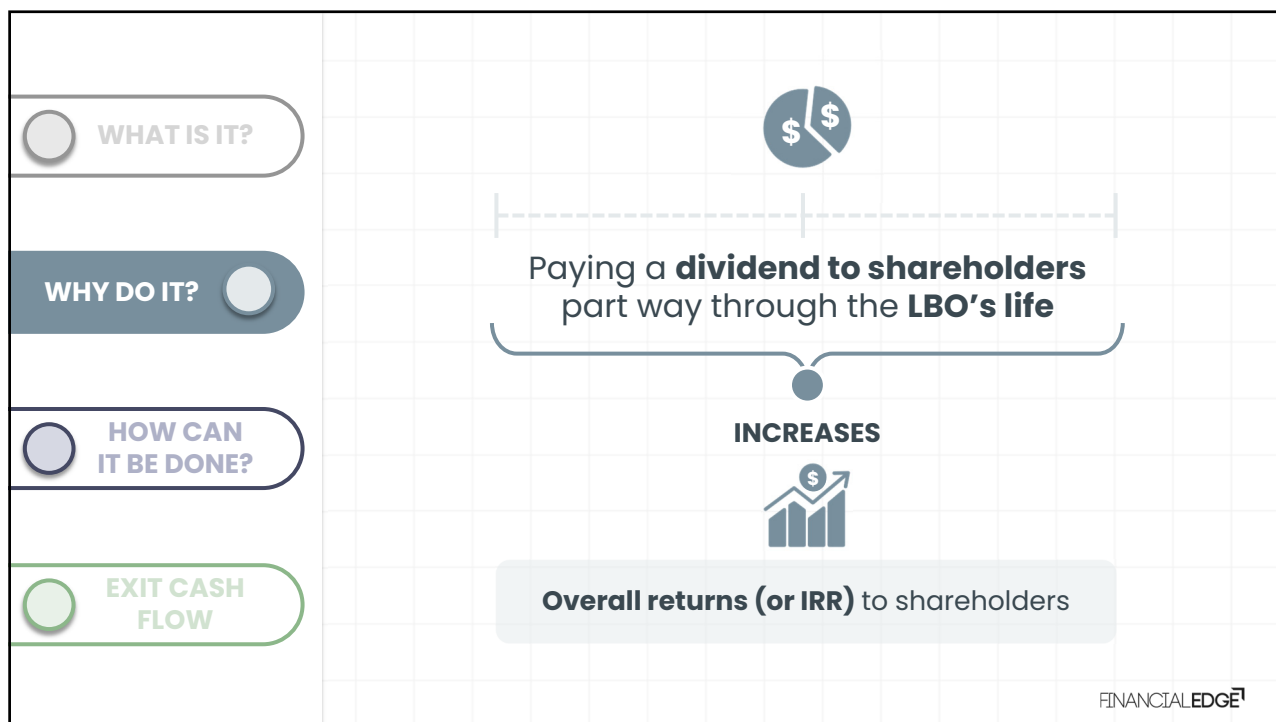 WHAT IS IT?
WHY DO IT?
HOW CAN
IT BE DONE?
EXIT CASH
FLOW
$ $
Paying a dividend to shareholders
part way through the LBO’s life
INCREASES
$
Overall returns (or IRR) to shareholders
FINANCIALEDGE